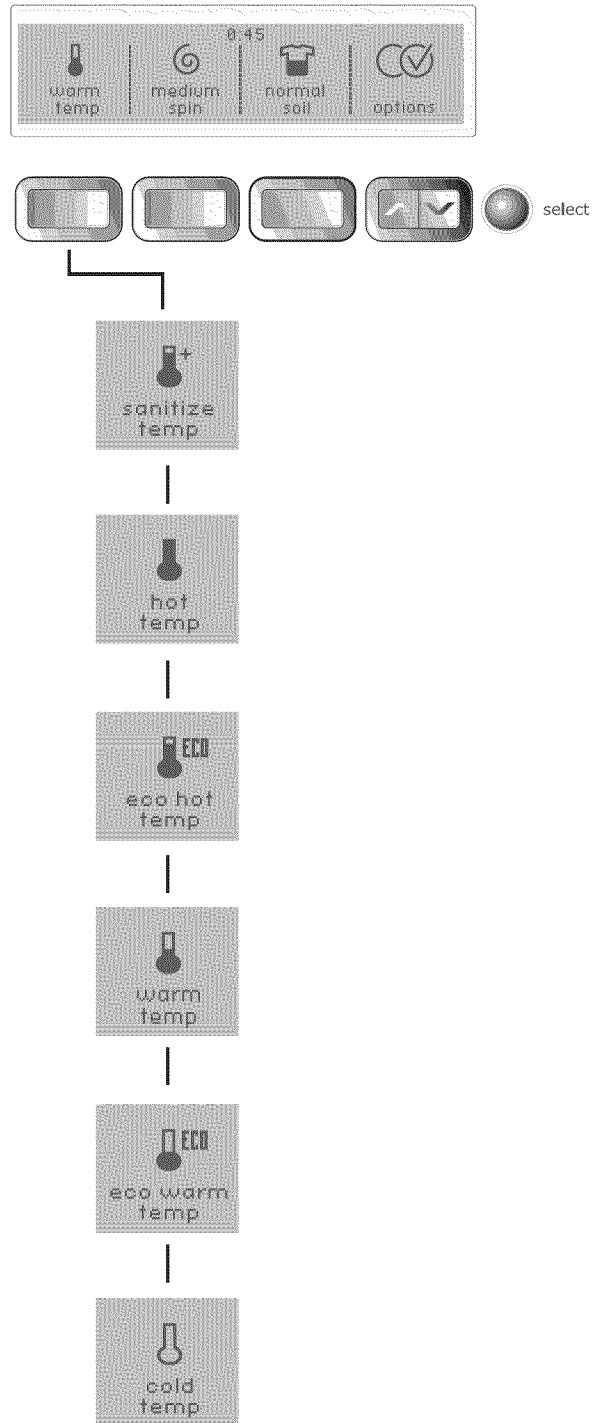 0:45
warm medium normal
temp spin soil options
select
sanitize
temp
hot
temp
ECO
eco hot
temp
warm
temp
ECO
eco warm
temp
cold
temp